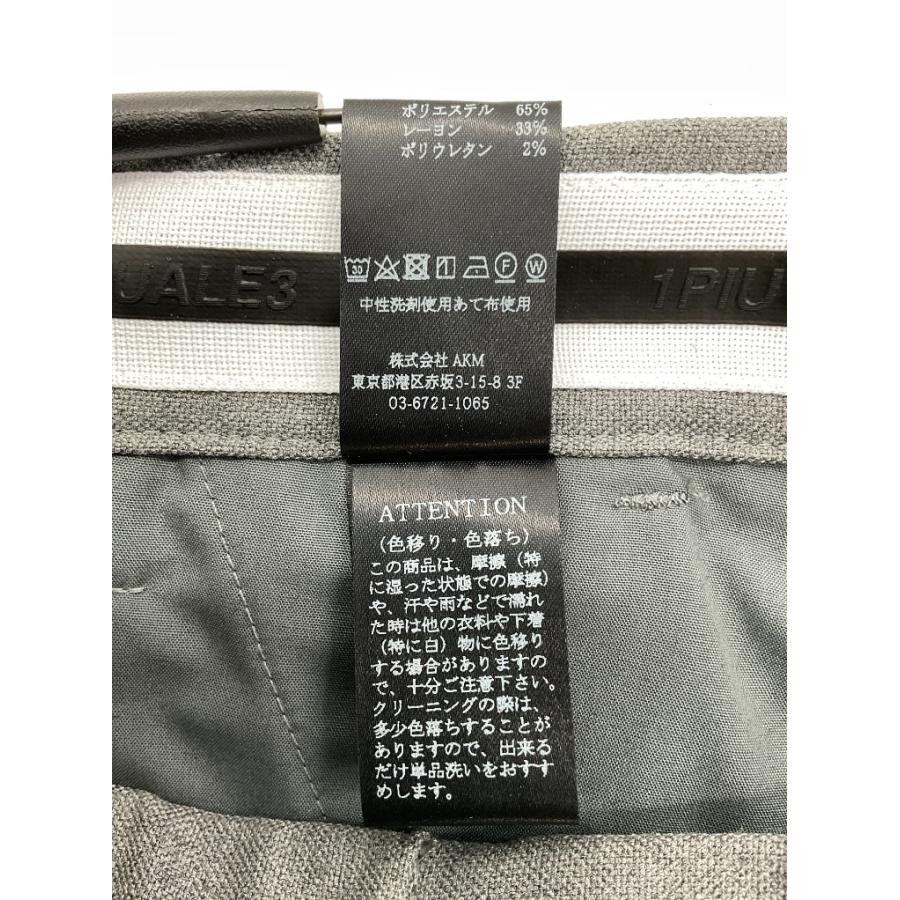 ポリエステル 65%
レーヨン 33%
ポリウレタン 2%
30 F W
UALE3 1PIU
中性洗剤使用あて布使用
株式会社 AKM
東京都港区赤坂3-15-8 3F
03-6721-1065
ATTENTION
(色移り・色落ち)
この商品は、摩擦 (特
に湿った状態での摩擦)
や、汗や雨などで濡れ
た時は他の衣料や下着
(特に白) 物に色移り
する場合がありますの
で、十分ご注意下さい。
クリーニングの際は、
多少色落ちすることが
ありますので、出来る
だけ単品洗いをおすす
めします。